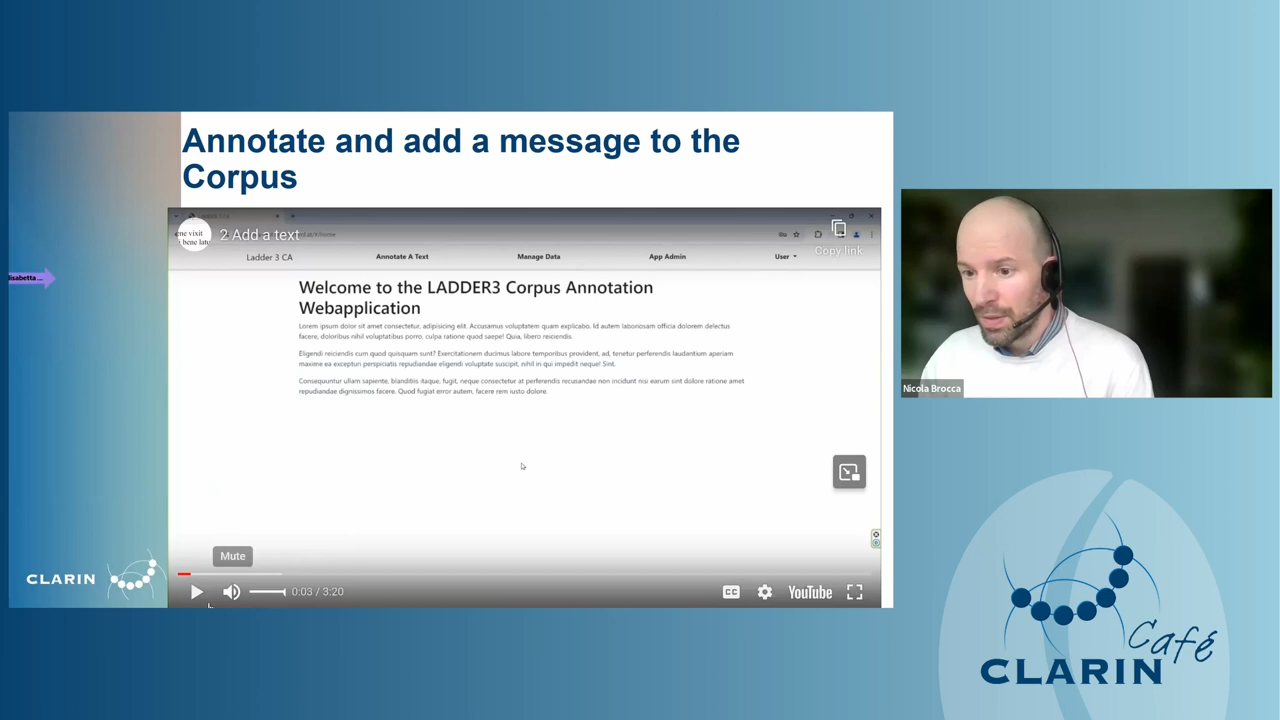 Annotate and add a message to the
Corpus
ene vixit
bene latu
2 Add a text
Copy link
Ladder 3 CA
Annotate A Text
Manage Data
App Admin
User
Welcome to the LADDER3 Corpus Annotation
Webapplication
Lorem ipsum dolor sit amet consectetur, adipisicing elit. Accusamus voluptatem quam explicabo. Id autem laboriosam officia dolorem delectus
facere, doloribus nihil voluptatibus porro, culpa ratione quod saepe! Quia, libero reiciendis.
Eligendi reiciendis cum quod quisquam sunt? Exercitationem ducimus labore temporibus provident, ad, tenetur perferendis laudantium aperiam
maxime ea excepturi perspiciatis repudiandae eligendi voluptate suscipit, nihil in qui impedit neque! Sint.
Consequuntur ullam sapiente, blanditiis itaque, fugit, neque consectetur at perferendis recusandae non incidunt nisi earum sint dolore ratione amet
repudiandae dignissimos facere. Quod fugiat error autem, facere rem iusto dolore.
lisabetta ...
Mute
0:03 / 3:20
CC
YouTube
CLARIN
Nicola Brocca
Café
CLARIN